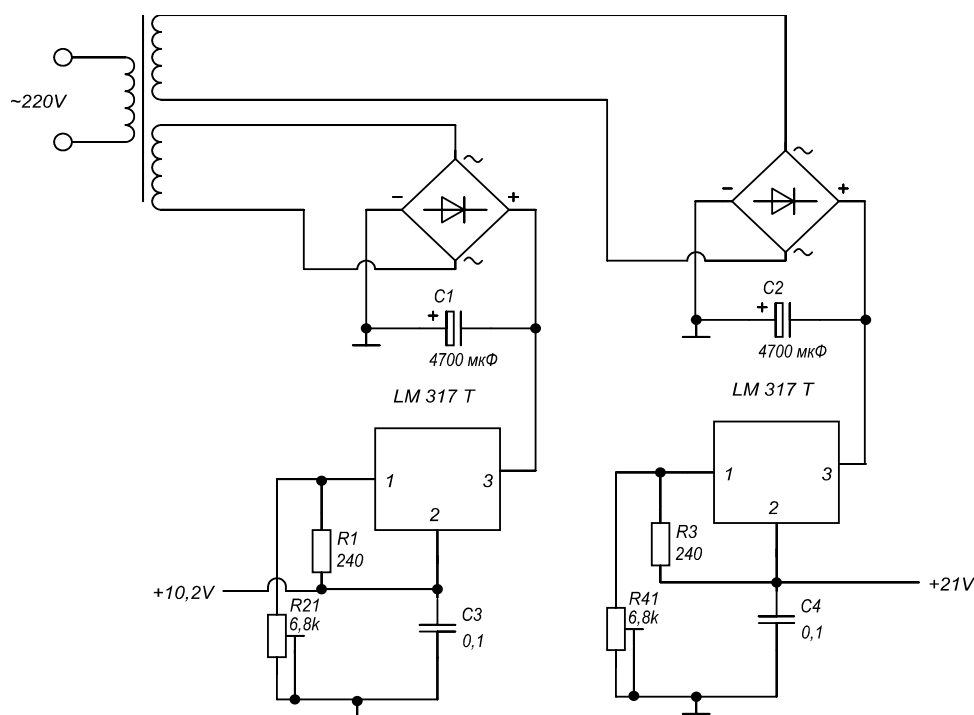 ~220V
- +
- +
C1
+
4700 мкФ
C2
+
4700 мкФ
LM 317 T
LM 317 T
1
3
2
1
3
2
R1
240
R3
240
+10,2V
+21V
R21
6,8k
C3
0,1
R41
6,8k
C4
0,1